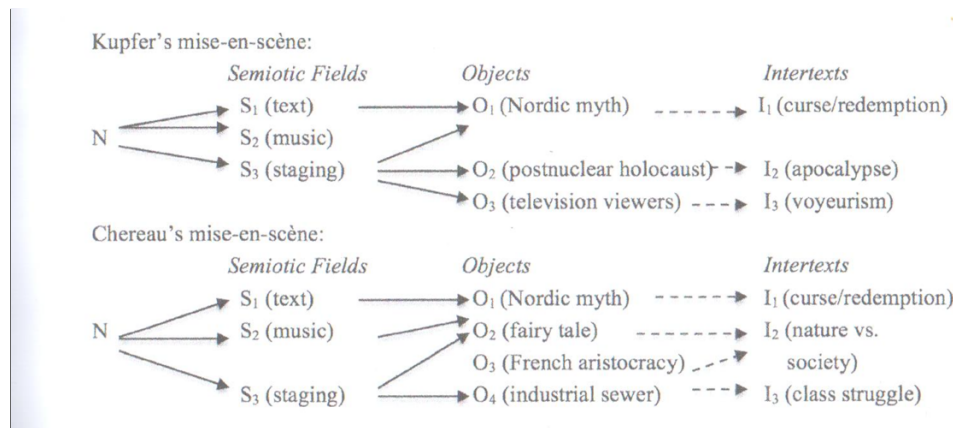 Kupfer's mise-en-scène:
Semiotic Fields Objects Intertexts
S₁ (text) O₁ (Nordic myth) I₁ (curse/redemption)
N S₂ (music)
S₃ (staging) O₂ (postnuclear holocaust) I₂ (apocalypse)
O₃ (television viewers) I₃ (voyeurism)
Chereau's mise-en-scène:
Semiotic Fields Objects Intertexts
S₁ (text) O₁ (Nordic myth) I₁ (curse/redemption)
N S₂ (music) O₂ (fairy tale) I₂ (nature vs.
O₃ (French aristocracy) society)
S₃ (staging) O₄ (industrial sewer) I₃ (class struggle)